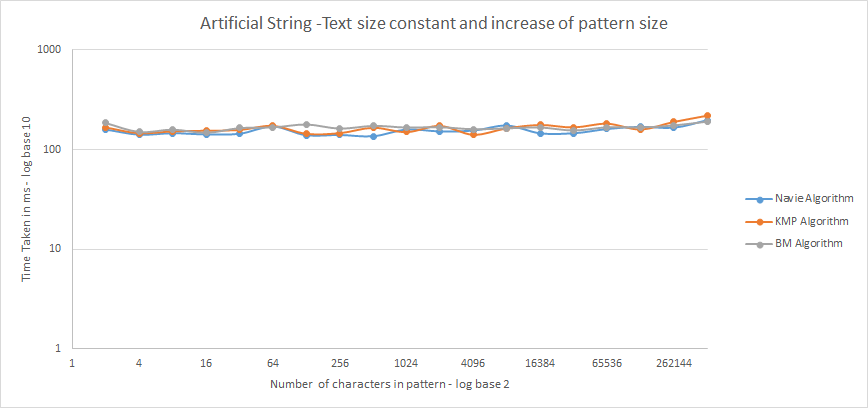 Artificial String -Text size constant and increase of pattern size
1000
100
10
1
Time Taken in ms - log base 10
1 4 16 64 256 1024 4096 16384 65536 262144
Number of characters in pattern - log base 2
Navie Algorithm
KMP Algorithm
BM Algorithm